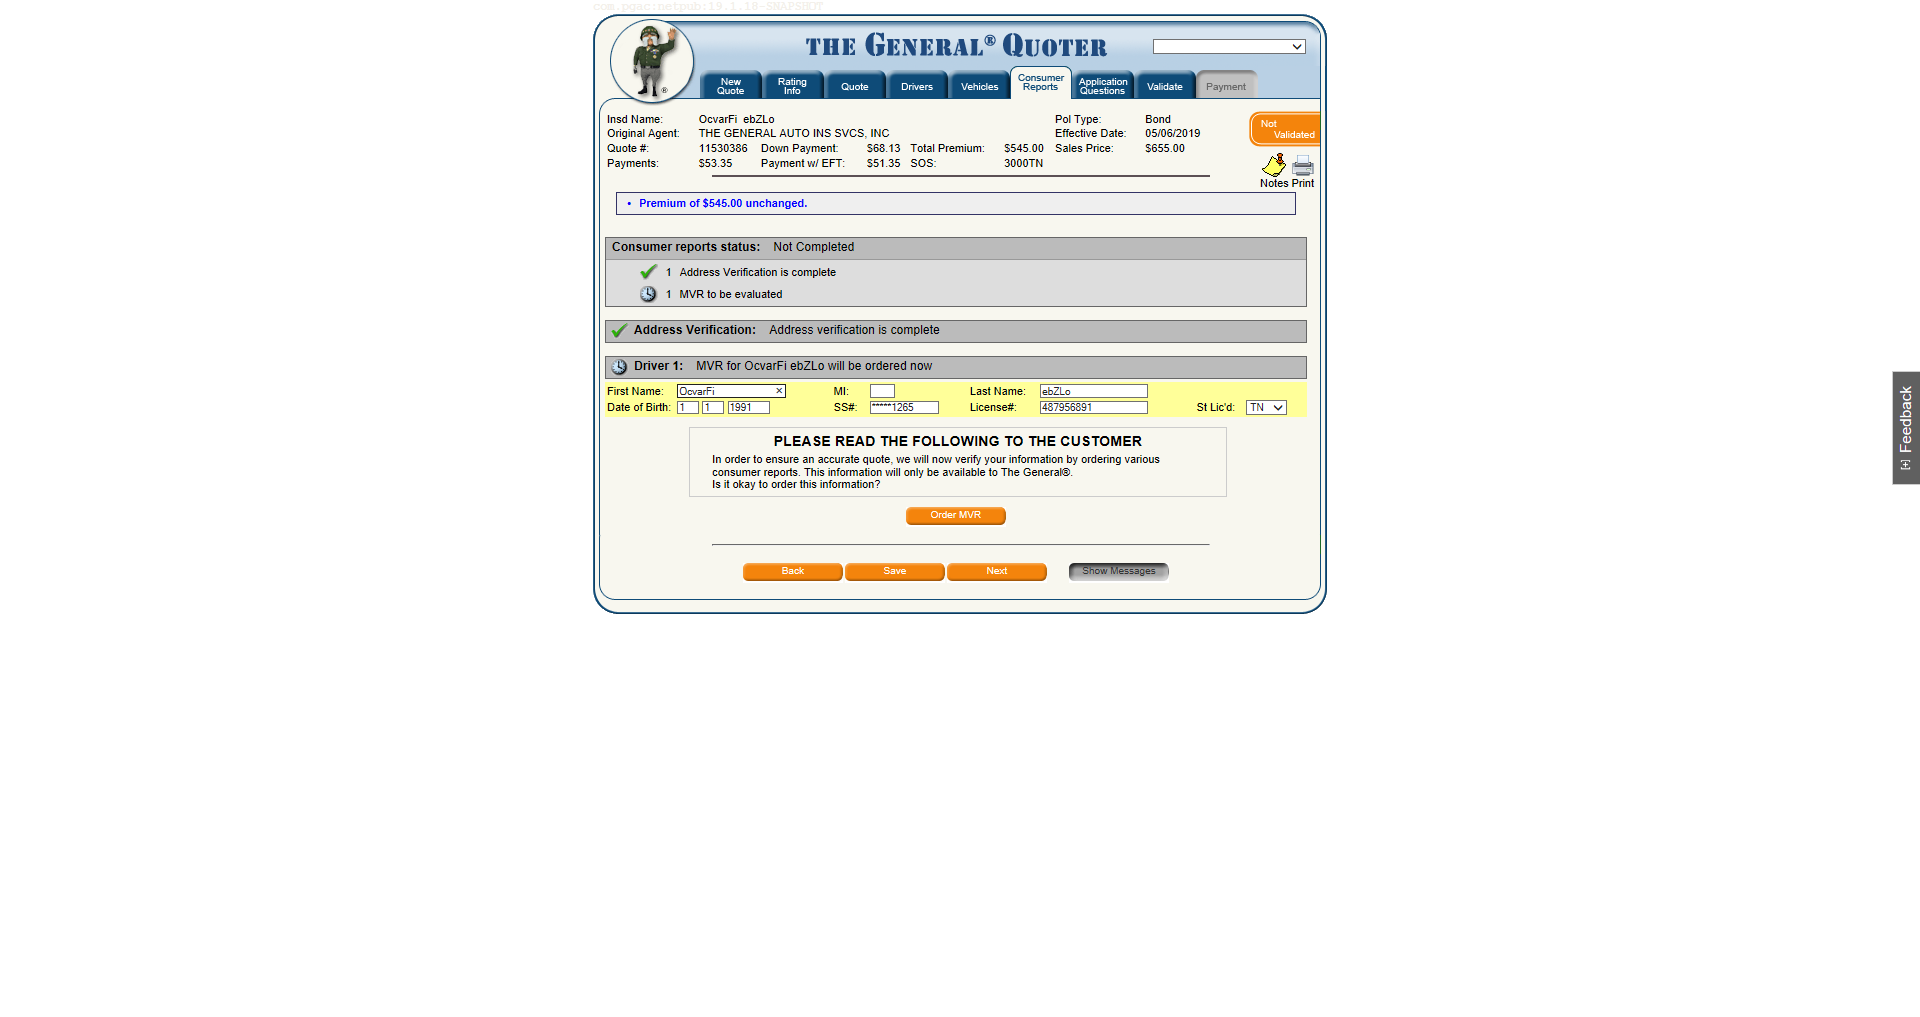 com.pgac:netpub:19.1.18-SNAPSHOT
THE GENERAL® QUOTER
New Quote
Rating Info
Quote
Drivers
Vehicles
Consumer Reports
Application Questions
Validate
Payment
Insd Name: OcvarFi ebZLo Pol Type: Bond
Original Agent: THE GENERAL AUTO INS SVCS, INC Effective Date: 05/06/2019
Quote #: 11530386 Down Payment: $68.13 Total Premium: $545.00 Sales Price: $655.00
Payments: $53.35 Payment w/ EFT: $51.35 SOS: 3000TN
Not Validated
Notes Print
• Premium of $545.00 unchanged.
Consumer reports status: Not Completed
1 Address Verification is complete
1 MVR to be evaluated
Address Verification: Address verification is complete
Driver 1: MVR for OcvarFi ebZLo will be ordered now
First Name: OcvarFi × MI: Last Name: ebZLo
Date of Birth: 1 1 1991 SS#: *****1265 License#: 487956891 St Lic'd: TN
PLEASE READ THE FOLLOWING TO THE CUSTOMER
In order to ensure an accurate quote, we will now verify your information by ordering various
consumer reports. This information will only be available to The General®.
Is it okay to order this information?
Order MVR
Back Save Next Show Messages
[+] Feedback